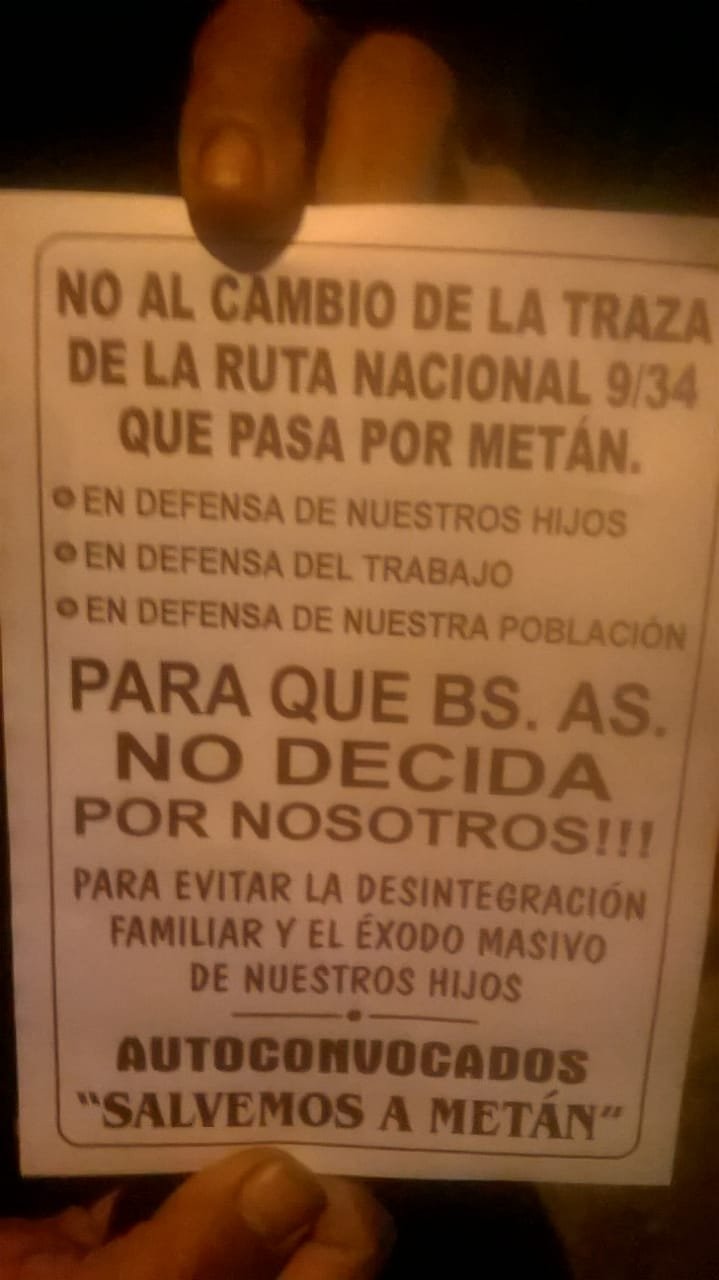 NO AL CAMBIO DE LA TRAZA
DE LA RUTA NACIONAL 9/34
QUE PASA POR METÁN.
EN DEFENSA DE NUESTROS HIJOS
EN DEFENSA DEL TRABAJO
EN DEFENSA DE NUESTRA POBLACIÓN
PARA QUE BS. AS.
NO DECIDA
POR NOSOTROS!!!
PARA EVITAR LA DESINTEGRACIÓN
FAMILIAR Y EL ÉXODO MASIVO
DE NUESTROS HIJOS
AUTOCONVOCADOS
"SALVEMOS A METÁN"